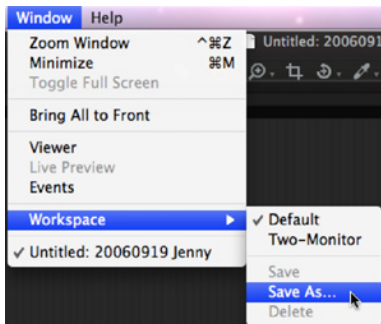 Window Help
Zoom Window ^⌘Z
Minimize ⌘M
Toggle Full Screen
Bring All to Front
Viewer
Live Preview
Events
Workspace
✓ Untitled: 20060919 Jenny
Untitled: 2006091
✓ Default
Two-Monitor
Save
Save As...
Delete